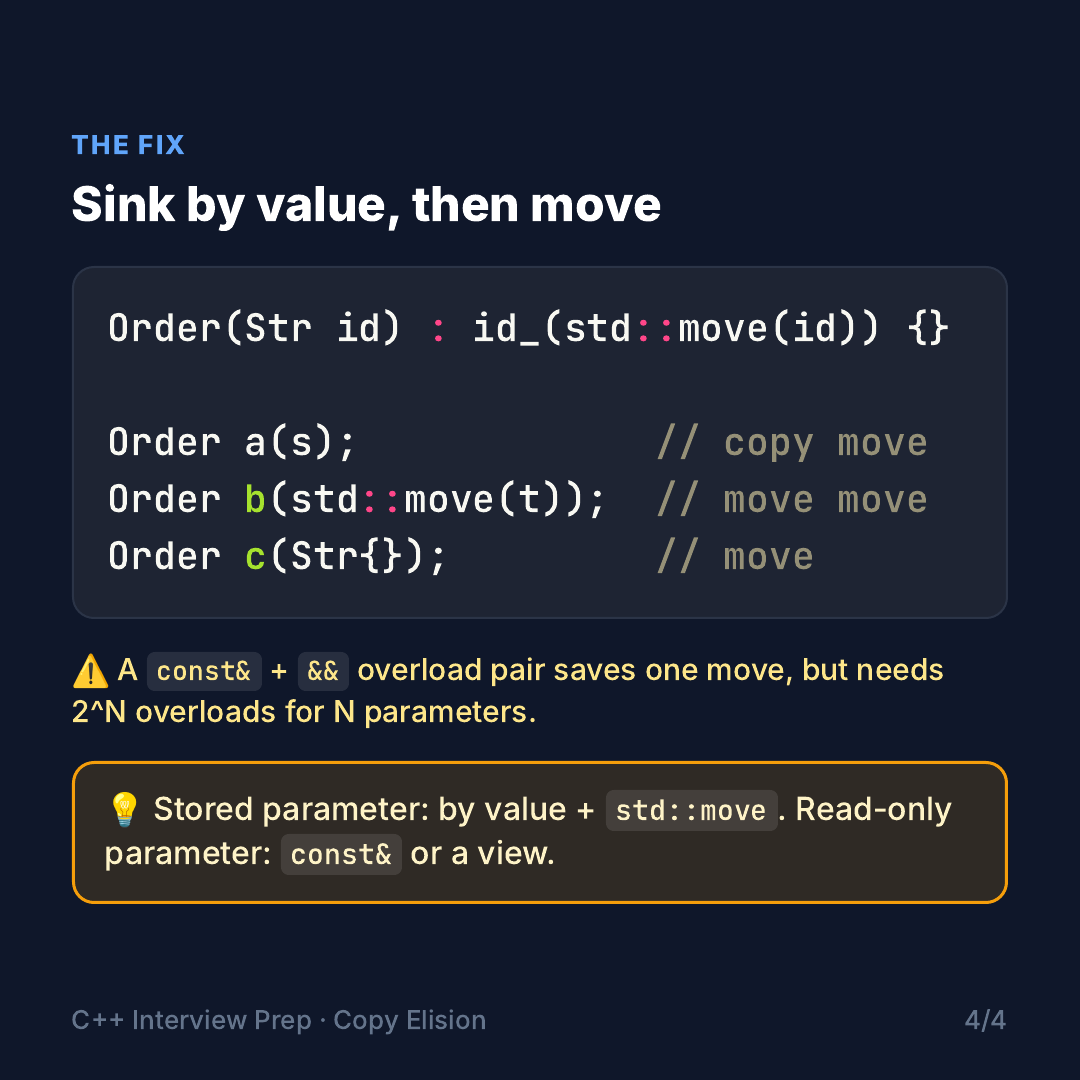 THE FIX
Sink by value, then move
Order(Str id) : id_(std::move(id)) {}
Order a(s);             // copy move
Order b(std::move(t));  // move move
Order c(Str{});         // move
⚠️ A const& + && overload pair saves one move, but needs
2^N overloads for N parameters.
💡 Stored parameter: by value + std::move. Read-only
parameter: const& or a view.
C++ Interview Prep · Copy Elision
4/4